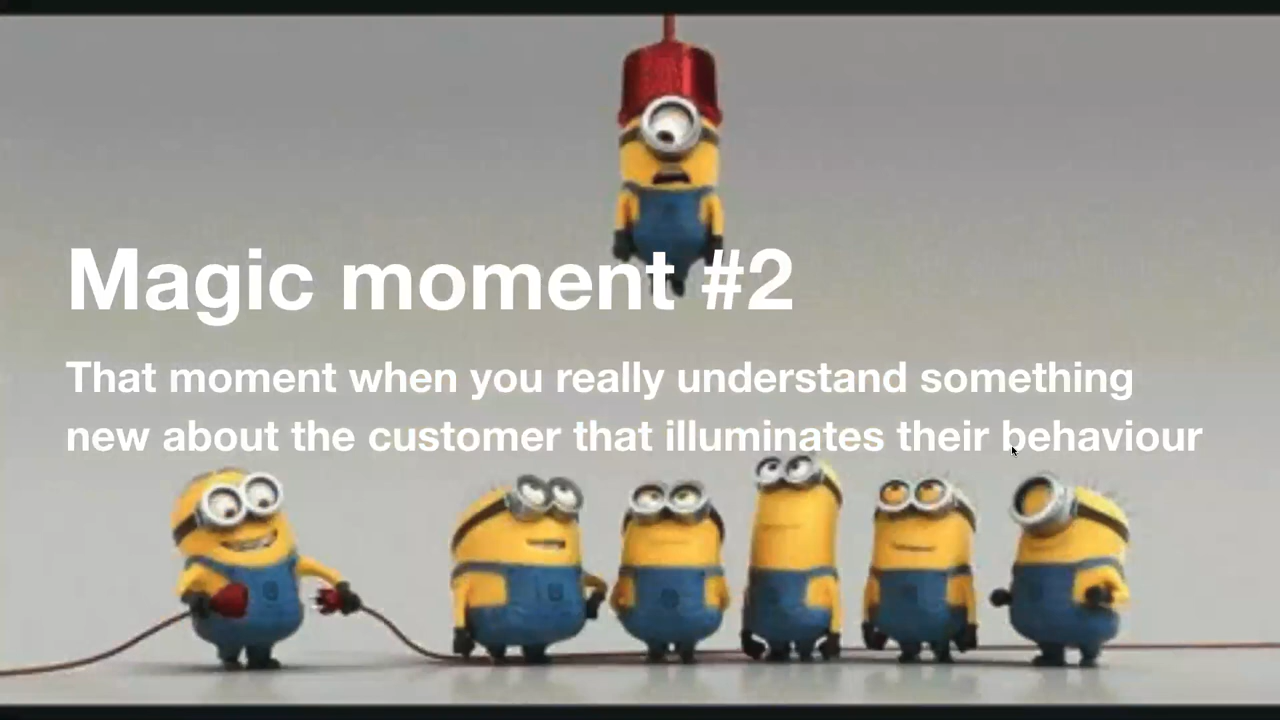 Magic moment #2
That moment when you really understand something
new about the customer that illuminates their behaviour